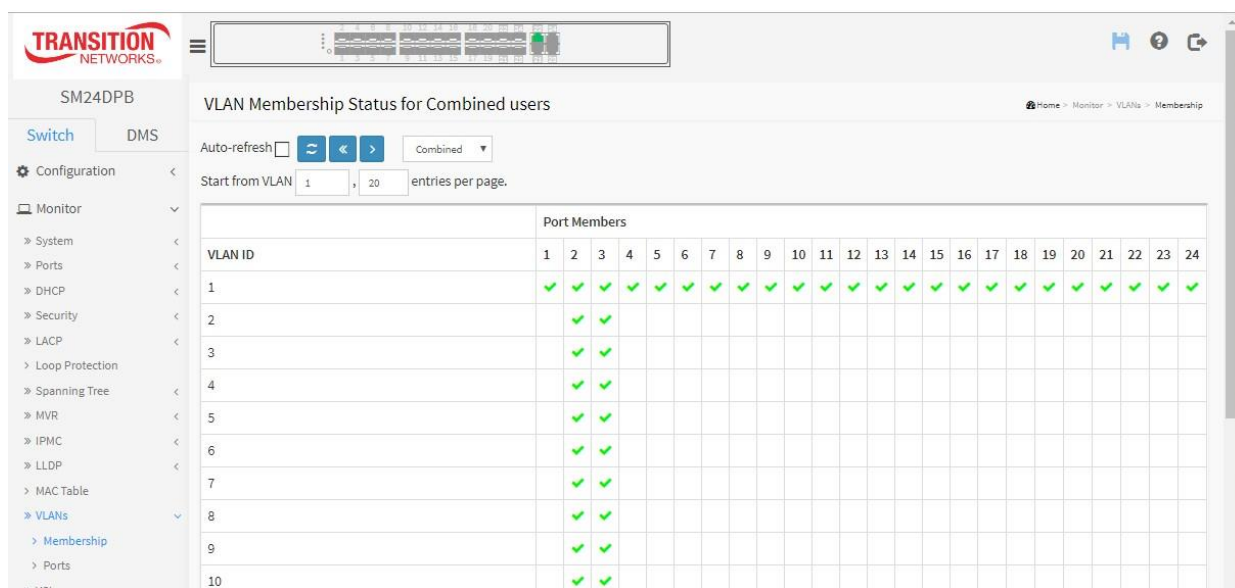 TRANSITION
NETWORKS®
SM24DPB
Switch DMS
Configuration
Monitor
System
Ports
DHCP
Security
LACP
Loop Protection
Spanning Tree
MVR
IPMC
LLDP
MAC Table
VLANs
Membership
Ports
VLAN Membership Status for Combined users
Home > Monitor > VLANs > Membership
Auto-refresh Combined
Start from VLAN 1 , 20 entries per page.
Port Members
VLAN ID 1 2 3 4 5 6 7 8 9 10 11 12 13 14 15 16 17 18 19 20 21 22 23 24
1
2
3
4
5
6
7
8
9
10